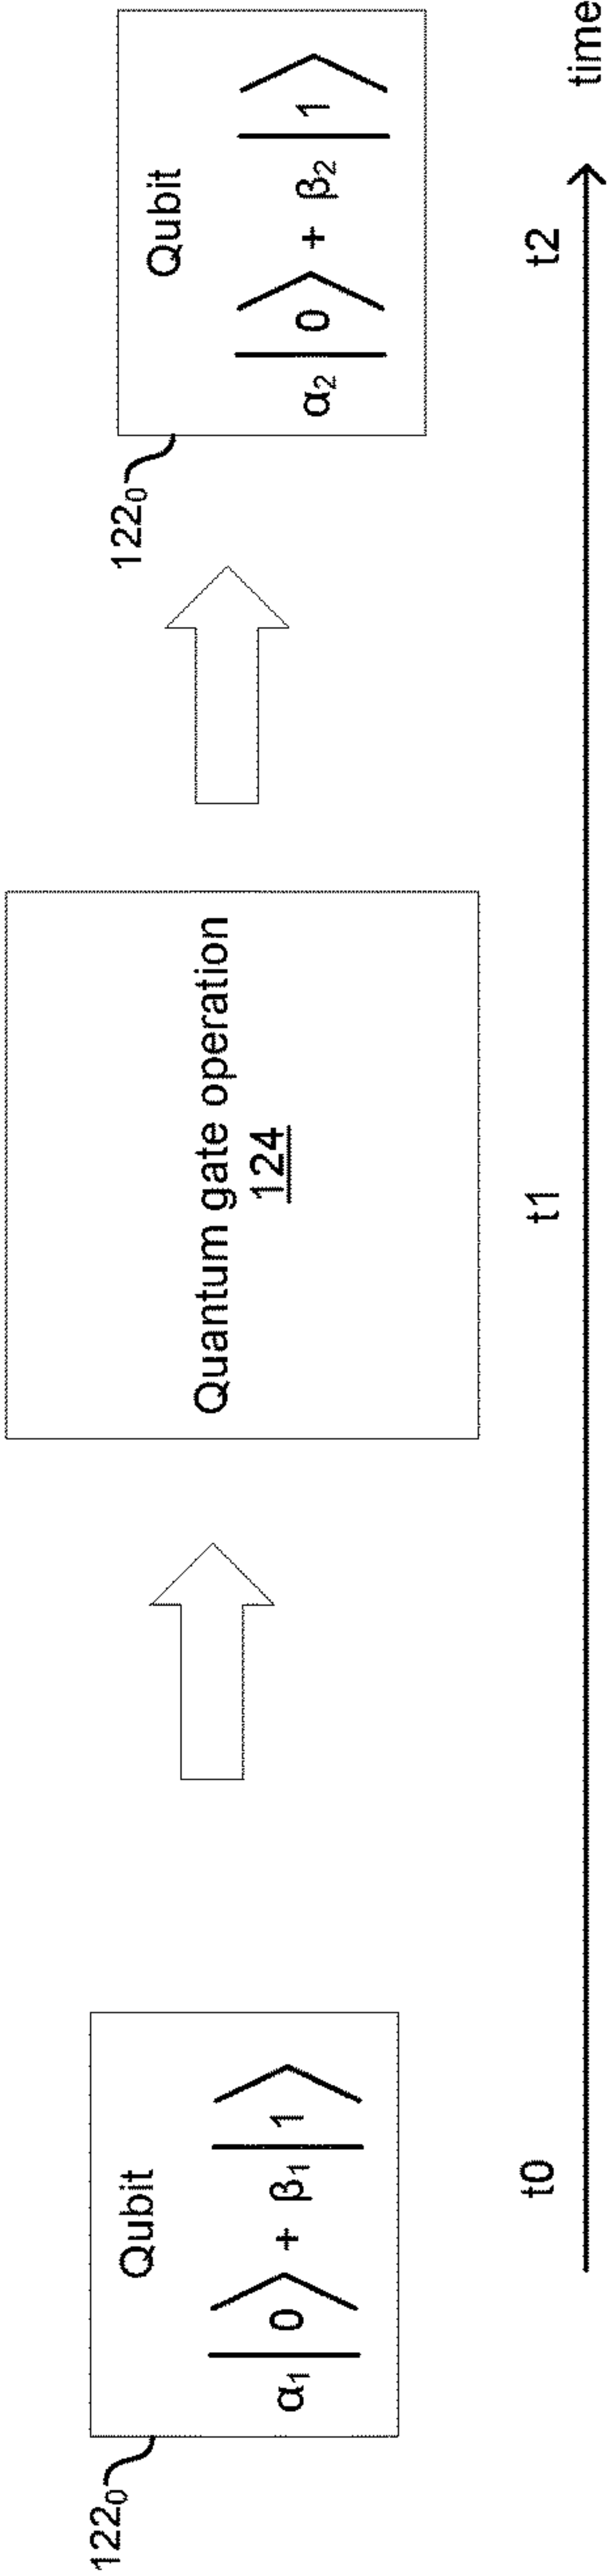 122₀
Qubit
α₁|0⟩ + β₁|1⟩
Quantum gate operation
124
122₀
Qubit
α₂|0⟩ + β₂|1⟩
t0
t1
t2
time